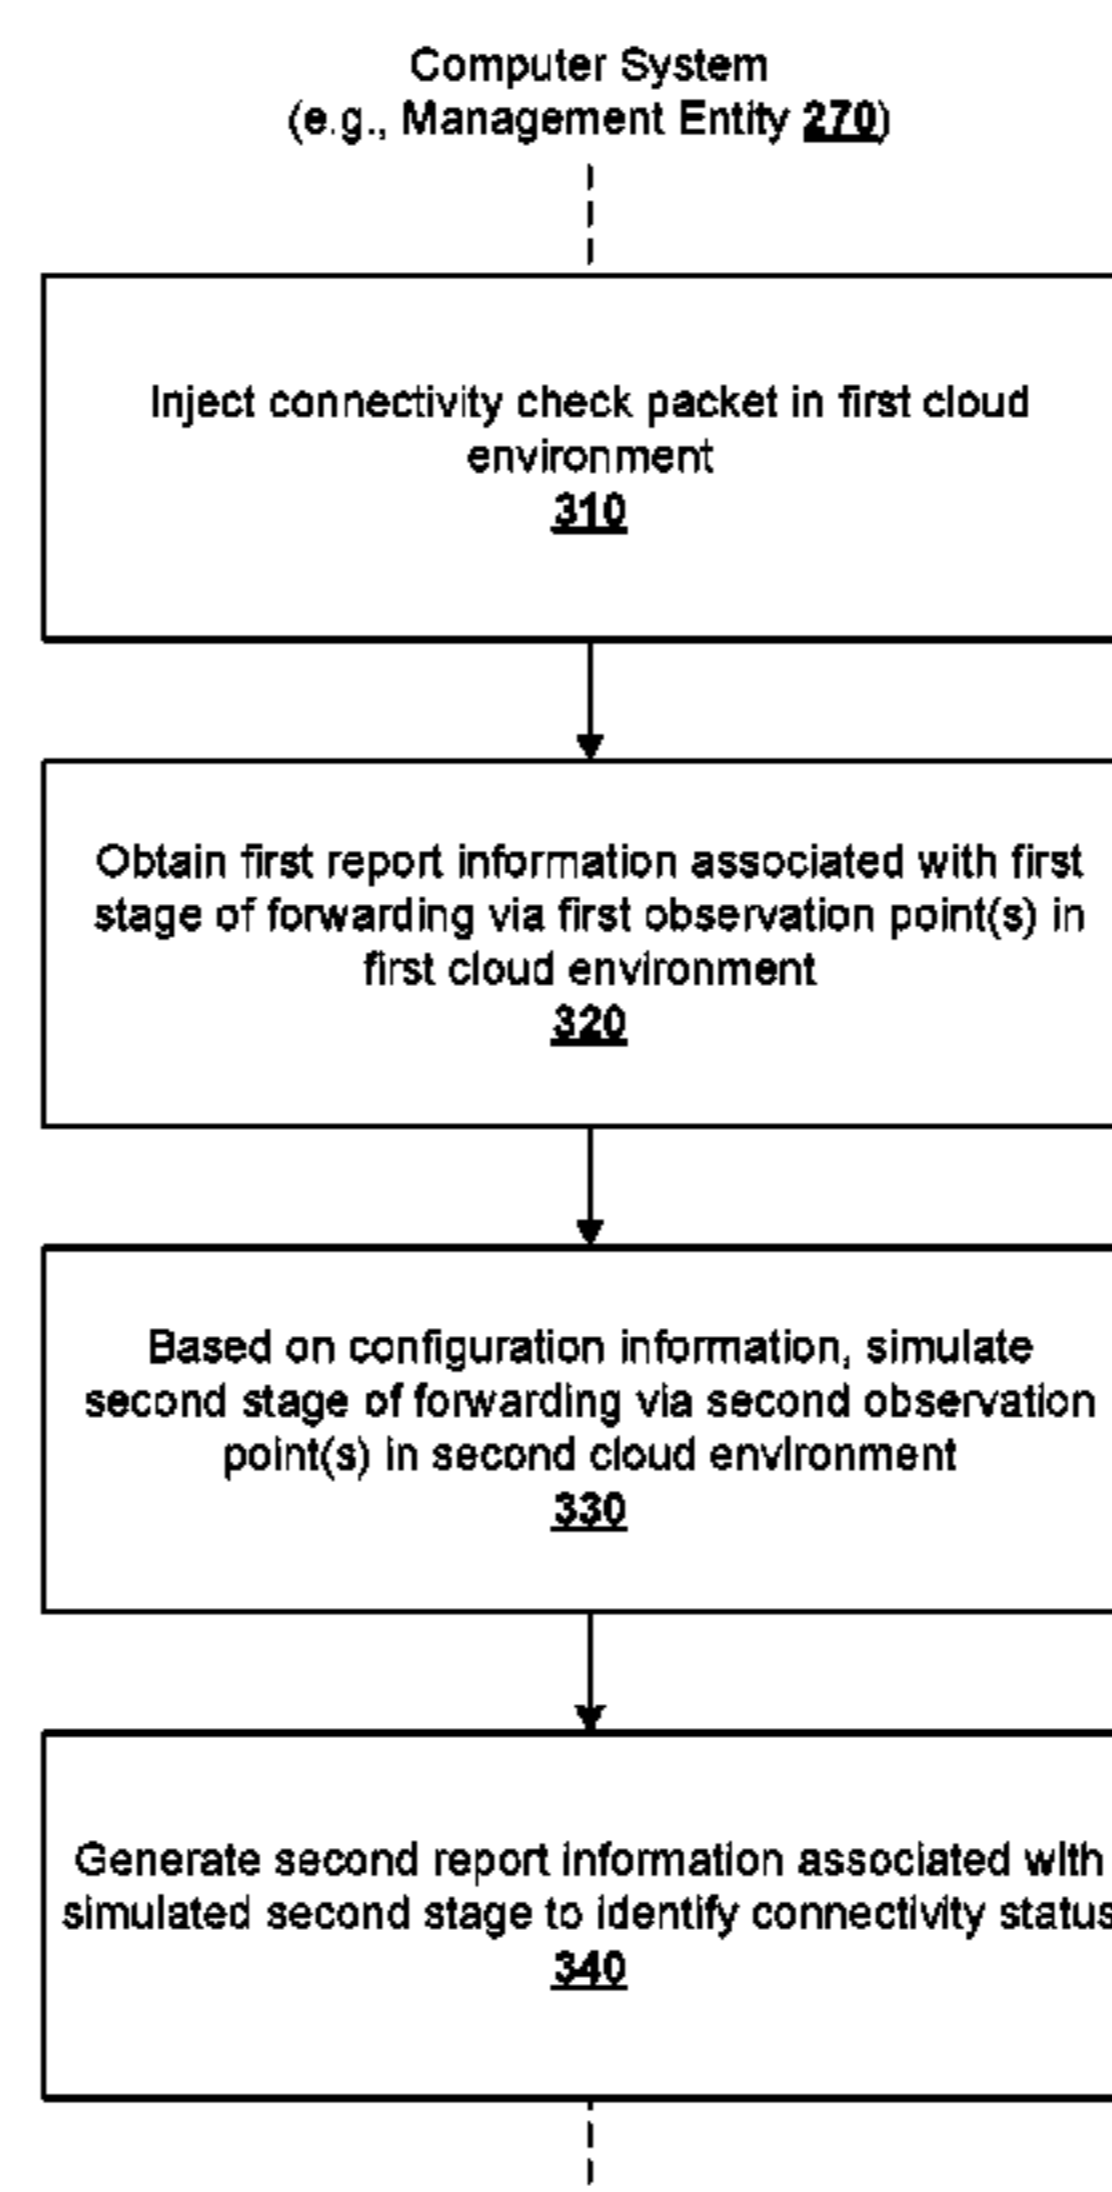 Computer System
(e.g., Management Entity 270)
Inject connectivity check packet in first cloud
environment
310
Obtain first report information associated with first
stage of forwarding via first observation point(s) in
first cloud environment
320
Based on configuration information, simulate
second stage of forwarding via second observation
point(s) in second cloud environment
330
Generate second report information associated with
simulated second stage to identify connectivity status
340